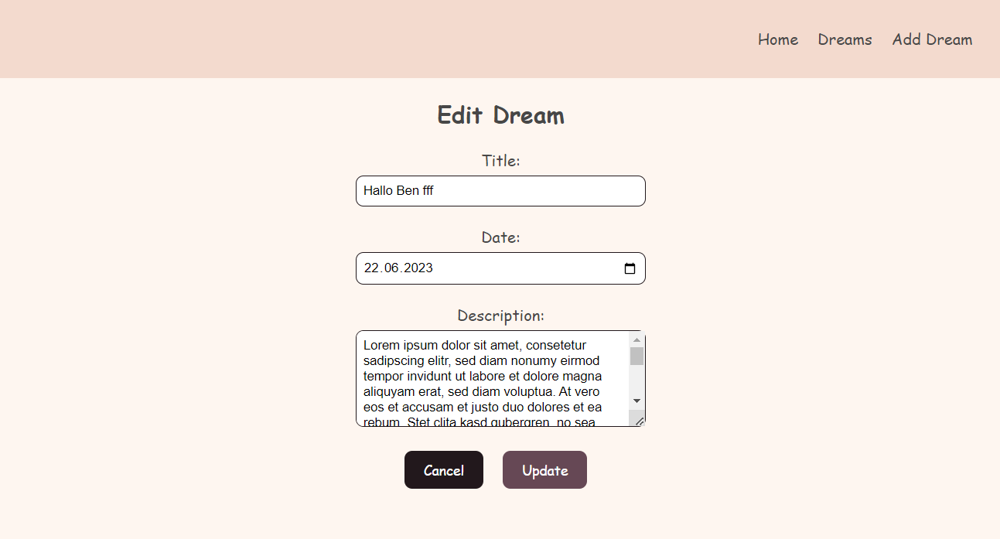 Home Dreams Add Dream
Edit Dream
Title:
Hallo Ben fff
Date:
22.06.2023
Description:
Lorem ipsum dolor sit amet, consetetur
sadipscing elitr, sed diam nonumy eirmod
tempor invidunt ut labore et dolore magna
aliquyam erat, sed diam voluptua. At vero
eos et accusam et justo duo dolores et ea
rebum. Stet clita kasd gubergren, no sea
Cancel Update